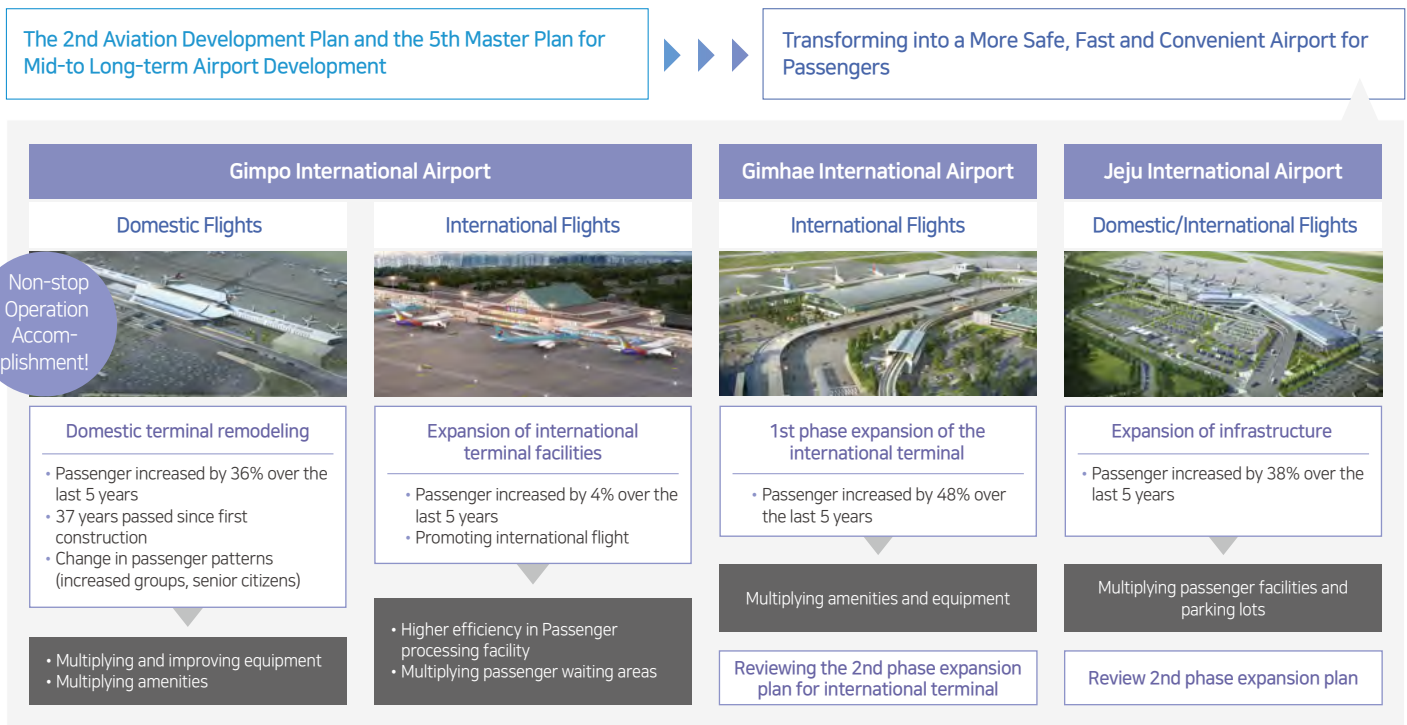 The 2nd Aviation Development Plan and the 5th Master Plan for
Mid-to Long-term Airport Development
Transforming into a More Safe, Fast and Convenient Airport for
Passengers
Gimpo International Airport
Domestic Flights
Non-stop
Operation
Accom-
plishment!
Domestic terminal remodeling
• Passenger increased by 36% over the
last 5 years
• 37 years passed since first
construction
• Change in passenger patterns
(increased groups, senior citizens)
• Multiplying and improving equipment
• Multiplying amenities
International Flights
Expansion of international
terminal facilities
• Passenger increased by 4% over the
last 5 years
• Promoting international flight
• Higher efficiency in Passenger
processing facility
• Multiplying passenger waiting areas
Gimhae International Airport
International Flights
1st phase expansion of the
international terminal
• Passenger increased by 48% over
the last 5 years
Multiplying amenities and equipment
Reviewing the 2nd phase expansion
plan for international terminal
Jeju International Airport
Domestic/International Flights
Expansion of infrastructure
• Passenger increased by 38% over the
last 5 years
Multiplying passenger facilities and
parking lots
Review 2nd phase expansion plan